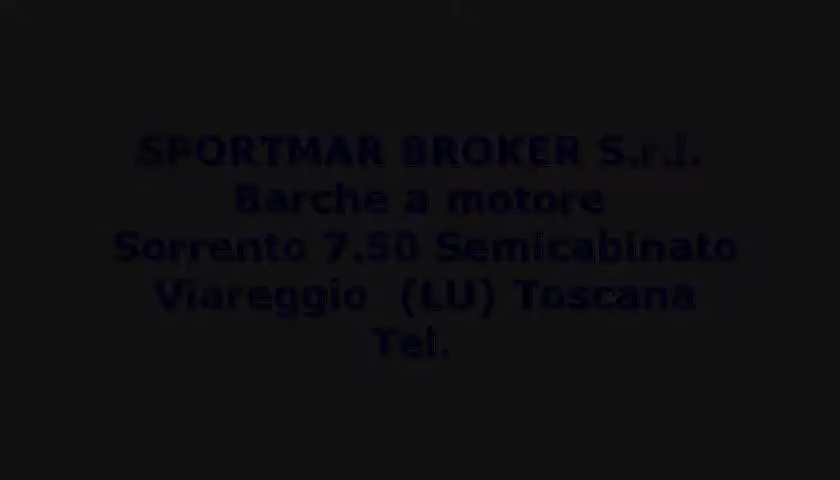 SPORTMAR BROKER S.r.l.
Barche a motore
Sorrento 7.50 Semicabinato
Viareggio (LU) Toscana
Tel.